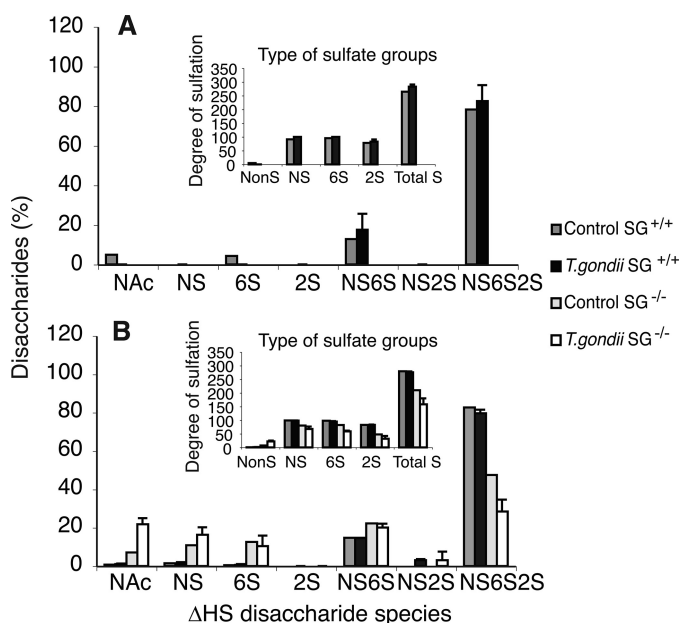 A
120
100
80
60
40
20
0
Type of sulfate groups
Degree of sulfation
350
300
250
200
150
100
50
0
NonS NS 6S 2S Total S
NAc NS 6S 2S NS6S NS2S NS6S2S
Disaccharides (%)
Control SG+/+
T.gondii SG+/+
Control SG-/-
T.gondii SG-/-
B
120
100
80
60
40
20
0
Type of sulfate groups
Degree of sulfation
350
300
250
200
150
100
50
0
NonS NS 6S 2S Total S
NAc NS 6S 2S NS6S NS2S NS6S2S
ΔHS disaccharide species